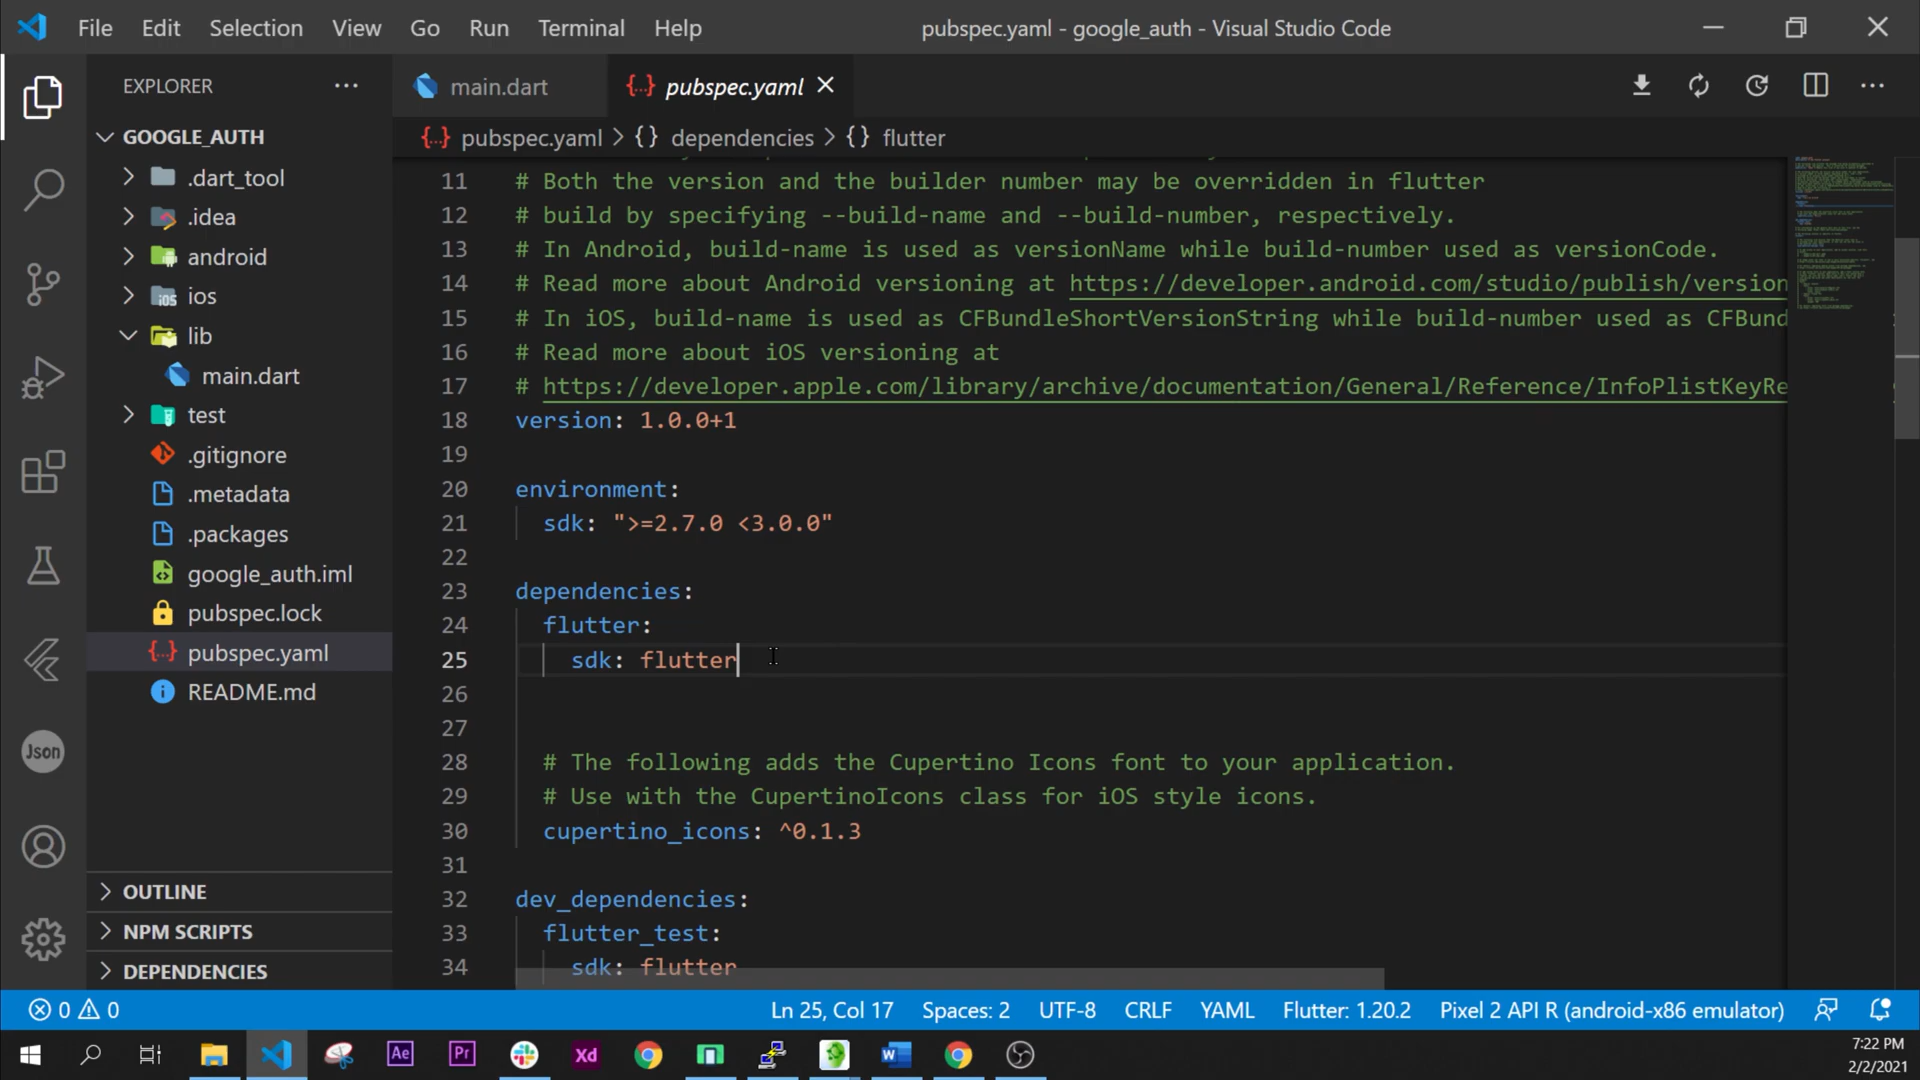 File Edit Selection View Go Run Terminal Help
pubspec.yaml - google_auth - Visual Studio Code
EXPLORER
GOOGLE_AUTH
.dart_tool
.idea
android
ios
lib
main.dart
test
.gitignore
.metadata
.packages
google_auth.iml
pubspec.lock
pubspec.yaml
README.md
OUTLINE
NPM SCRIPTS
DEPENDENCIES
Json
main.dart
pubspec.yaml
pubspec.yaml > {} dependencies > {} flutter
11 # Both the version and the builder number may be overridden in flutter
12 # build by specifying --build-name and --build-number, respectively.
13 # In Android, build-name is used as versionName while build-number used as versionCode.
14 # Read more about Android versioning at https://developer.android.com/studio/publish/version
15 # In iOS, build-name is used as CFBundleShortVersionString while build-number used as CFBund
16 # Read more about iOS versioning at
17 # https://developer.apple.com/library/archive/documentation/General/Reference/InfoPlistKeyRe
18 version: 1.0.0+1
19
20 environment:
21 sdk: ">=2.7.0 <3.0.0"
22
23 dependencies:
24 flutter:
25 sdk: flutter
26
27
28 # The following adds the Cupertino Icons font to your application.
29 # Use with the CupertinoIcons class for iOS style icons.
30 cupertino_icons: ^0.1.3
31
32 dev_dependencies:
33 flutter_test:
34 sdk: flutter
0 0 Ln 25, Col 17 Spaces: 2 UTF-8 CRLF YAML Flutter: 1.20.2 Pixel 2 API R (android-x86 emulator)
Ae Pr Xd
7:22 PM
2/2/2021